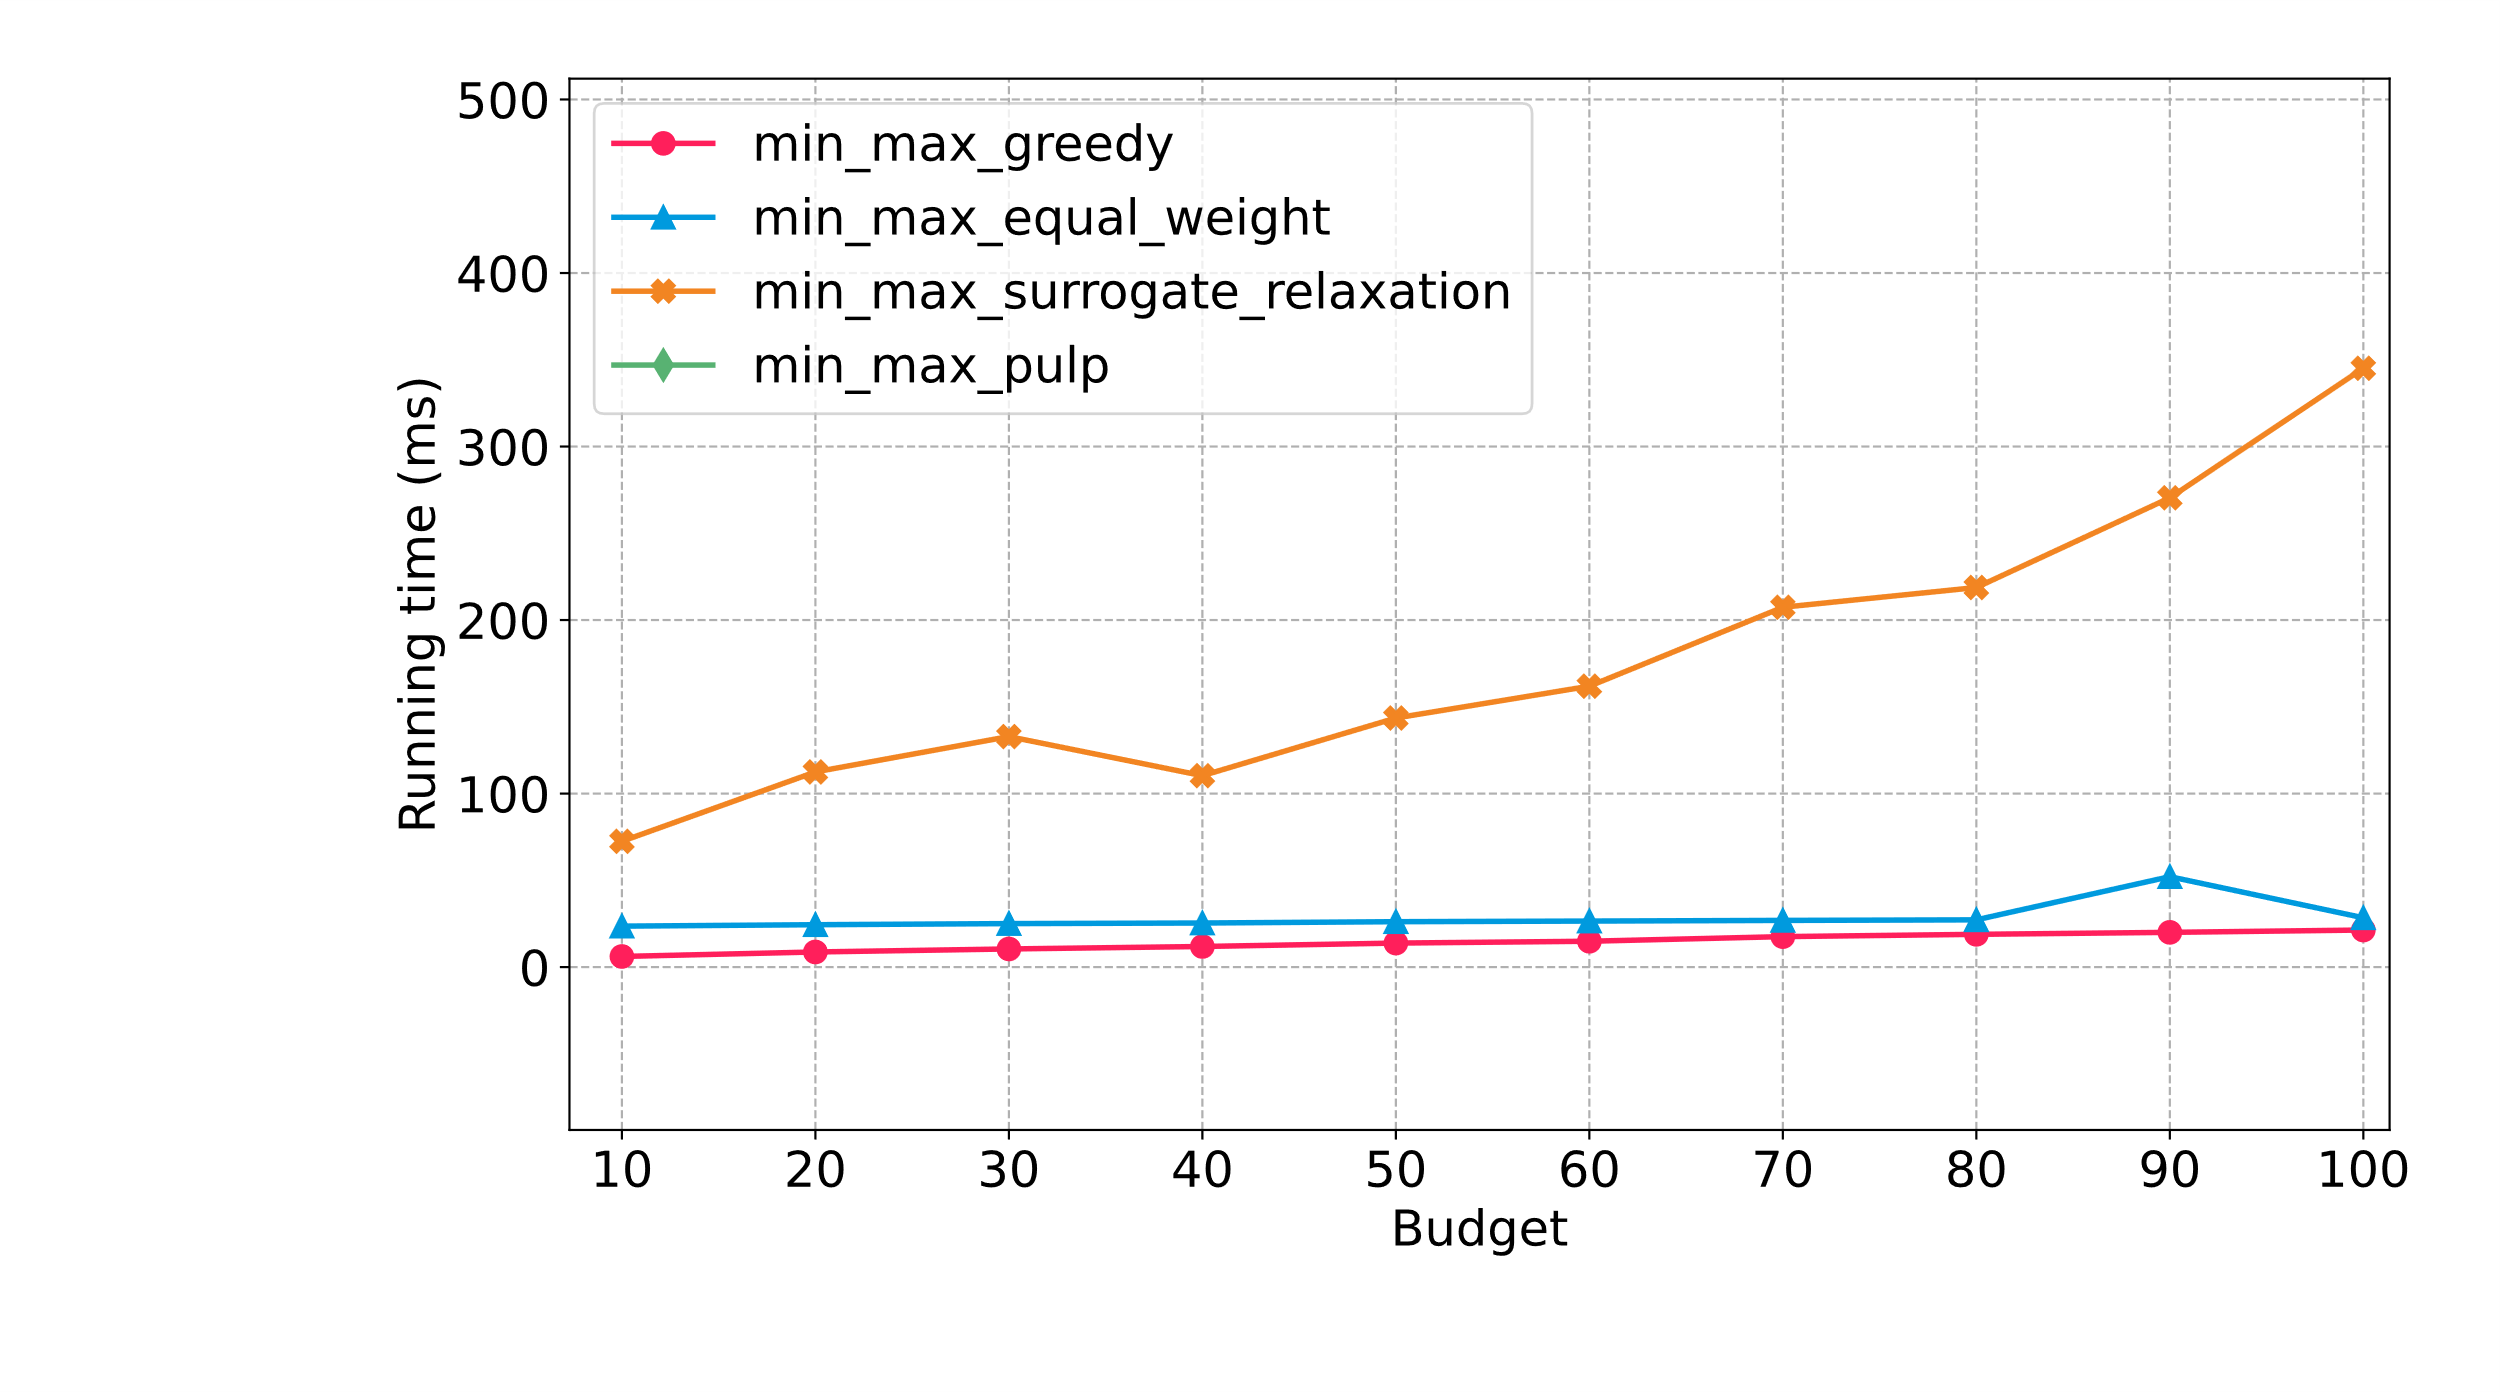 500
400
300
200
100
0
Running time (ms)
min_max_greedy
min_max_equal_weight
min_max_surrogate_relaxation
min_max_pulp
10 20 30 40 50 60 70 80 90 100
Budget